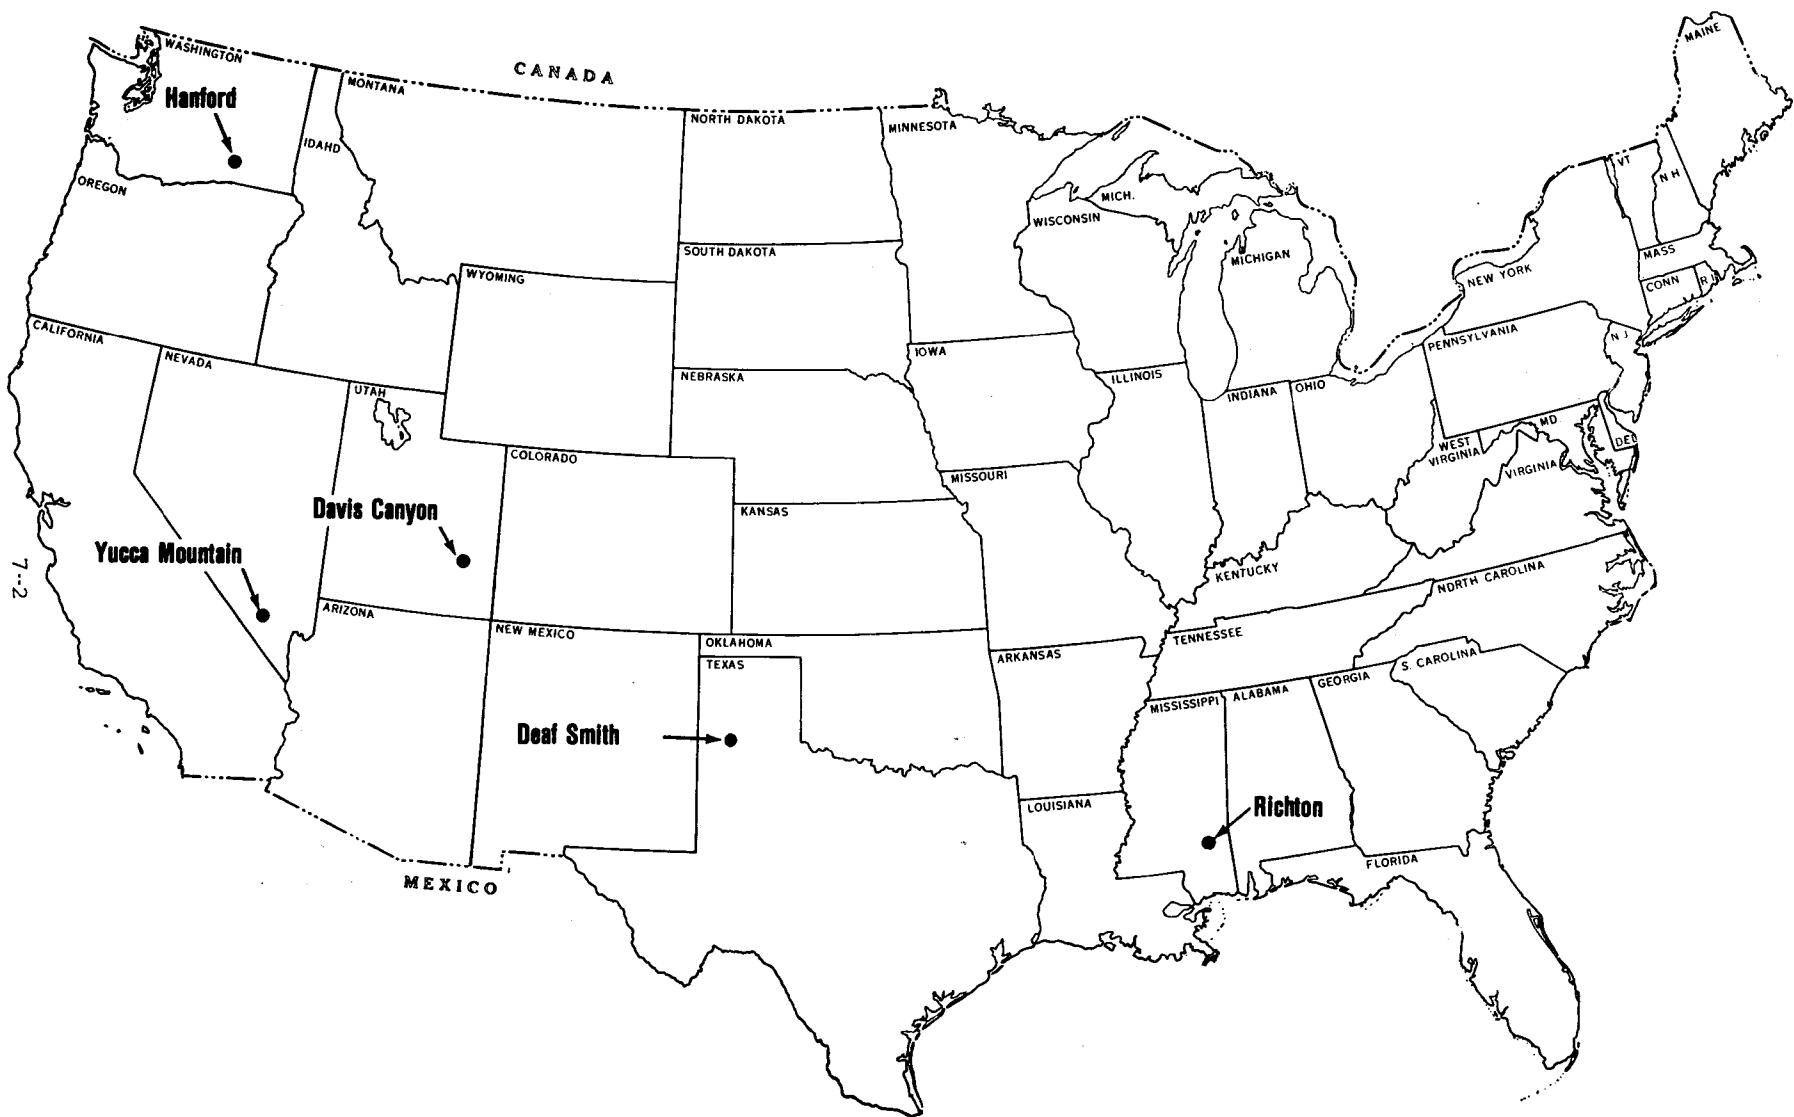 MAINE
WASHINGTON
CANADA
MONTANA
Hanford
NORTH DAKOTA
MINNESOTA
IDAHD
VT
N H
OREGON
MICH.
WISCONSIN
SOUTH DAKOTA
MICHIGAN
MASS
WYOMING
NEW YORK
CONN
R I
CALIFORNIA
NEVADA
IOWA
PENNSYLVANIA
N J
UTAH
NEBRASKA
ILLINOIS
INDIANA
OHIO
MD
WEST
VIRGINIA
DEL
COLORADO
MISSOURI
VIRGINIA
Davis Canyon
KANSAS
Yucca Mountain
7--2
KENTUCKY
NDRTH CAROLINA
ARIZONA
NEW MEXICO
OKLAHOMA
TENNESSEE
TEXAS
ARKANSAS
S. CAROLINA
GEORGIA
MISSISSIPPI
ALABAMA
Deaf Smith
LOUISIANA
Richton
FLORIDA
MEXICO